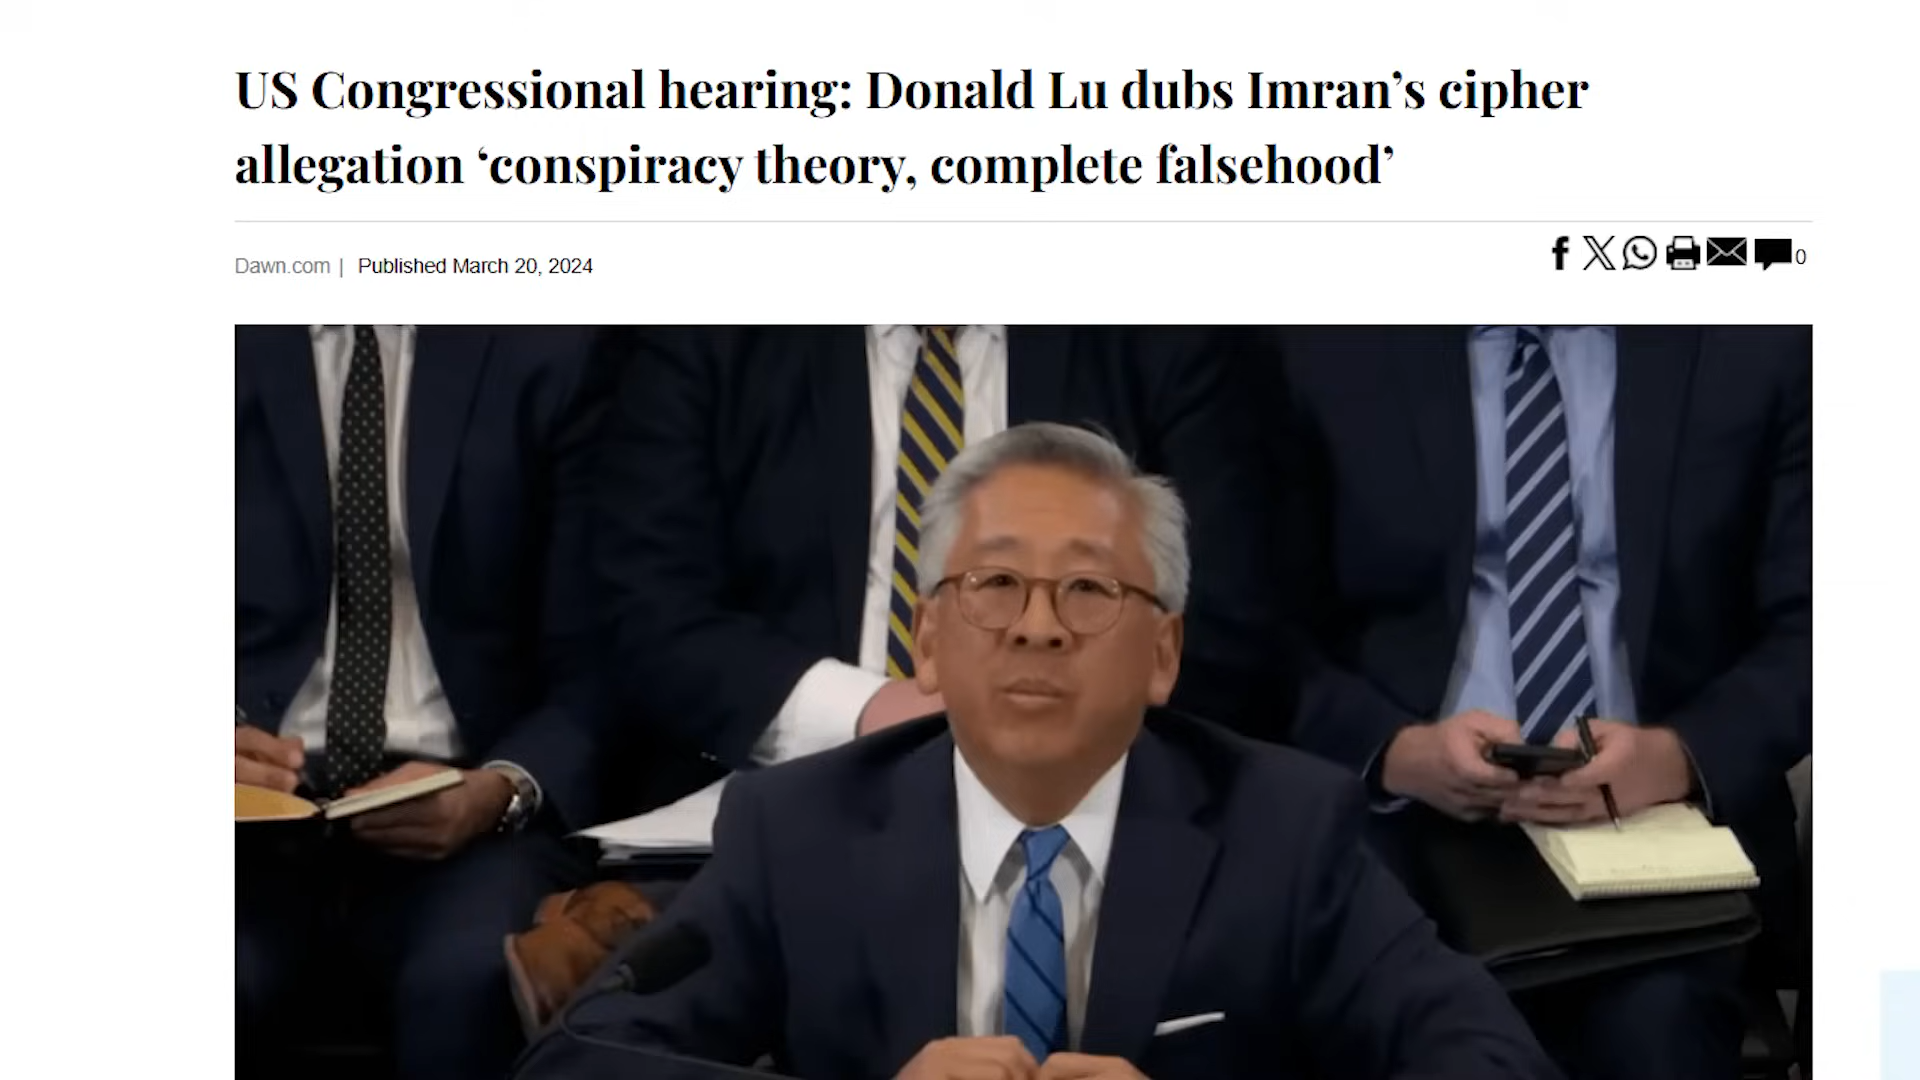 US Congressional hearing: Donald Lu dubs Imran’s cipher
allegation ‘conspiracy theory, complete falsehood’
Dawn.com | Published March 20, 2024
0